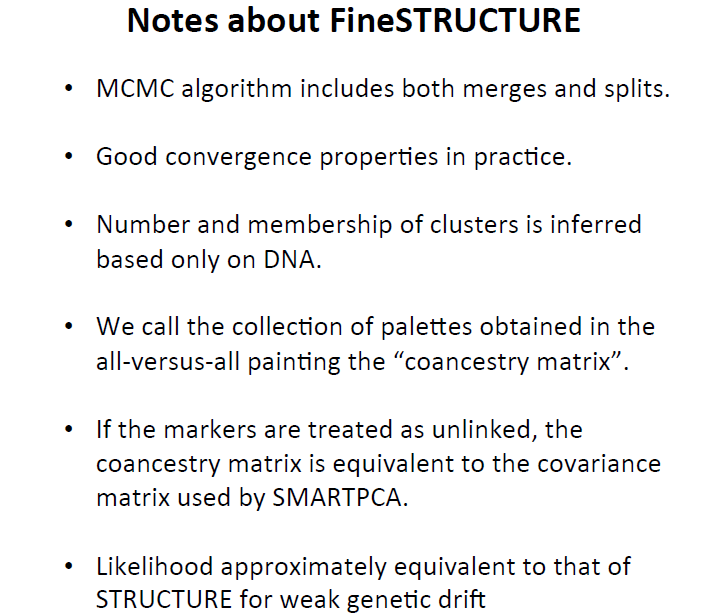 Notes about FineSTRUCTURE
• MCMC algorithm includes both merges and splits.
• Good convergence properties in practice.
• Number and membership of clusters is inferred
based only on DNA.
• We call the collection of palettes obtained in the
all-versus-all painting the “coancestry matrix”.
• If the markers are treated as unlinked, the
coancestry matrix is equivalent to the covariance
matrix used by SMARTPCA.
• Likelihood approximately equivalent to that of
STRUCTURE for weak genetic drift